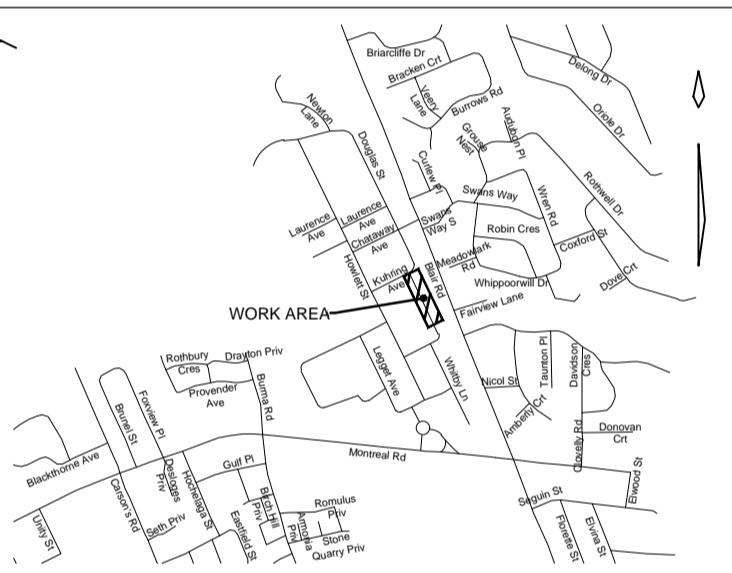 Briarcliffe Dr
Bracken Crt
Delong Dr
Veery
Lane
Burrows Rd
Newton
Lane
Oriole Dr
Audubon Pl
Grouse
Nest
Douglas St
Curlew Pl
Rothwell Dr
Swans Way
Wren Rd
Laurence
Ave
Laurence
Ave
Swans
Way S
Chataway
Ave
Robin Cres
Coxford St
Meadowlark
Rd
Howlett St
Kuhring
Ave
Blair Rd
Whippoorwill Dr
Dove Crt
Fairview Lane
WORK AREA
Rothbury
Cres
Drayton Priv
Provender
Ave
Burma Rd
Legget Ave
Whitby Ln
Nicol St
Taunton Pl
Davidson
Cres
Amberly Crt
Foxview Pl
Brunel St
Clovelly Rd
Donovan
Crt
Montreal Rd
Blackthorne Ave
Carson's Rd
Desloges
Priv
Hochelaga St
Gulf Pl
Elwood St
Seguin St
Birch Hill
Priv
Romulus
Priv
Unity St
Seth Priv
Eastfield St
Armonia
Priv
Stone
Quarry Priv
Florette St
Elvina St